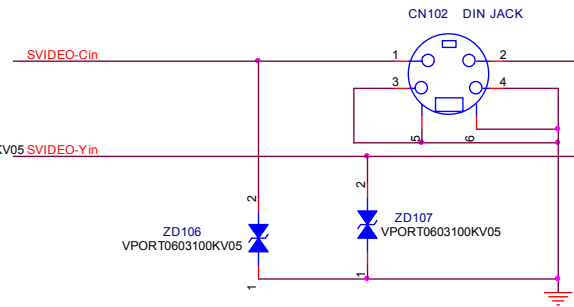 CN102 DIN JACK
SVIDEO-Cin
1
2
3
4
5
6
KV05 SVIDEO-Yin
2
2
ZD106
VPORT0603100KV05
ZD107
VPORT0603100KV05
1
1